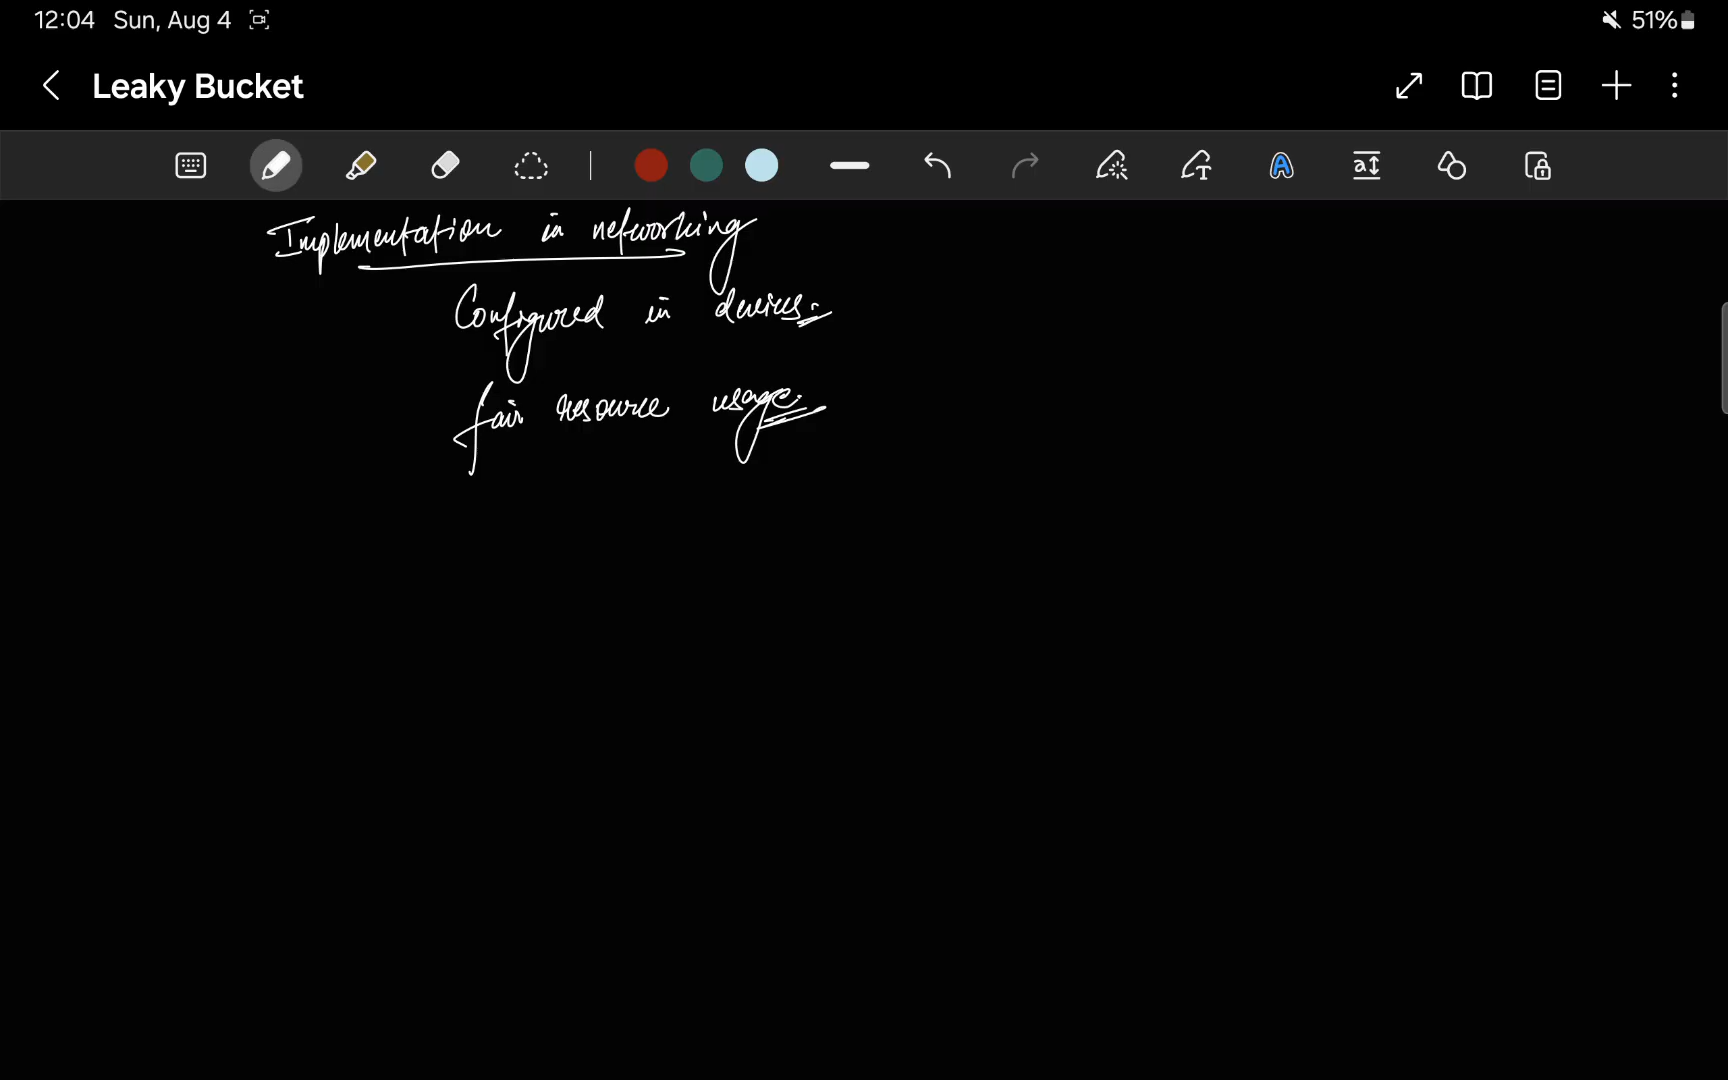 12:04 Sun, Aug 4 51%
Leaky Bucket
Implementation in networking
Configured in devices.
fair resource usage.